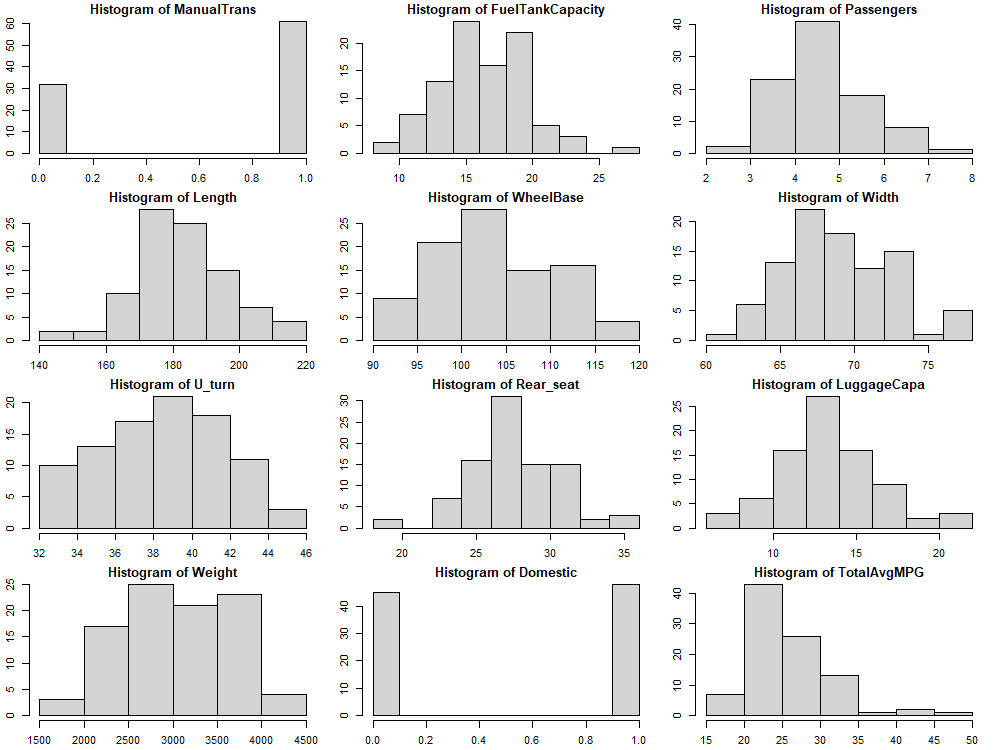 Histogram of ManualTrans
0 10 20 30 40 50 60
0.0 0.2 0.4 0.6 0.8 1.0
Histogram of FuelTankCapacity
0 5 10 15 20
10 15 20 25
Histogram of Passengers
0 10 20 30 40
2 3 4 5 6 7 8
Histogram of Length
0 5 10 15 20 25
140 160 180 200 220
Histogram of WheelBase
0 5 10 15 20 25
90 95 100 105 110 115 120
Histogram of Width
0 5 10 15 20
60 65 70 75
Histogram of U_turn
0 5 10 15 20
32 34 36 38 40 42 44 46
Histogram of Rear_seat
0 5 10 15 20 25 30
20 25 30 35
Histogram of LuggageCapa
0 5 10 15 20 25
10 15 20
Histogram of Weight
0 5 10 15 20 25
1500 2000 2500 3000 3500 4000 4500
Histogram of Domestic
0 10 20 30 40
0.0 0.2 0.4 0.6 0.8 1.0
Histogram of TotalAvgMPG
0 10 20 30 40
15 20 25 30 35 40 45 50